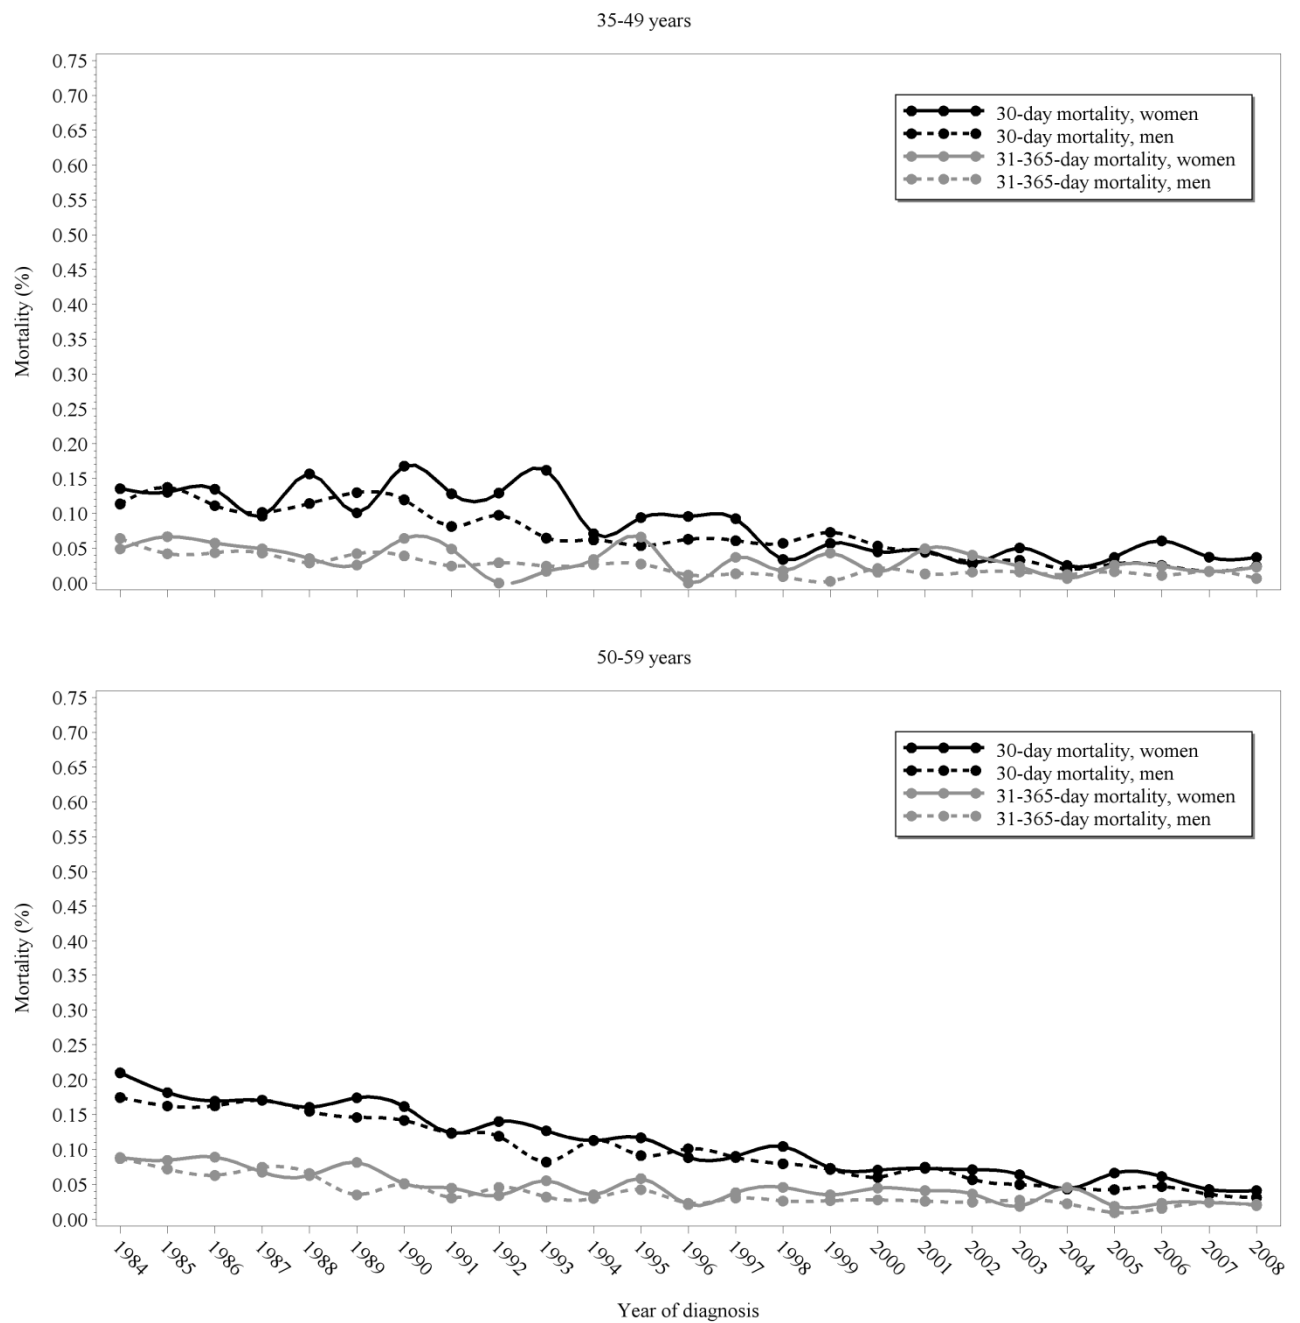 35-49 years
0.75
0.70
0.65
0.60
0.55
0.50
0.45
0.40
0.35
0.30
0.25
0.20
0.15
0.10
0.05
0.00
Mortality (%)
30-day mortality, women
30-day mortality, men
31-365-day mortality, women
31-365-day mortality, men
50-59 years
0.75
0.70
0.65
0.60
0.55
0.50
0.45
0.40
0.35
0.30
0.25
0.20
0.15
0.10
0.05
0.00
Mortality (%)
30-day mortality, women
30-day mortality, men
31-365-day mortality, women
31-365-day mortality, men
1984 1985 1986 1987 1988 1989 1990 1991 1992 1993 1994 1995 1996 1997 1998 1999 2000 2001 2002 2003 2004 2005 2006 2007 2008
Year of diagnosis